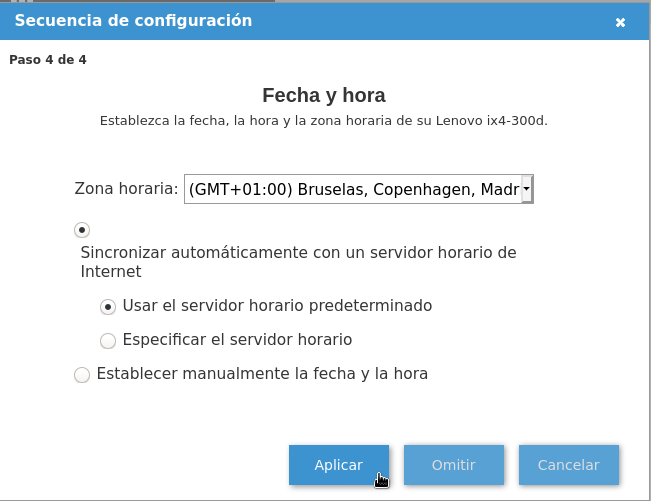 Secuencia de configuración
Paso 4 de 4
Fecha y hora
Establezca la fecha, la hora y la zona horaria de su Lenovo ix4-300d.
Zona horaria: (GMT+01:00) Bruselas, Copenhagen, Madr
Sincronizar automáticamente con un servidor horario de
Internet
Usar el servidor horario predeterminado
Especificar el servidor horario
Establecer manualmente la fecha y la hora
Aplicar Omitir Cancelar